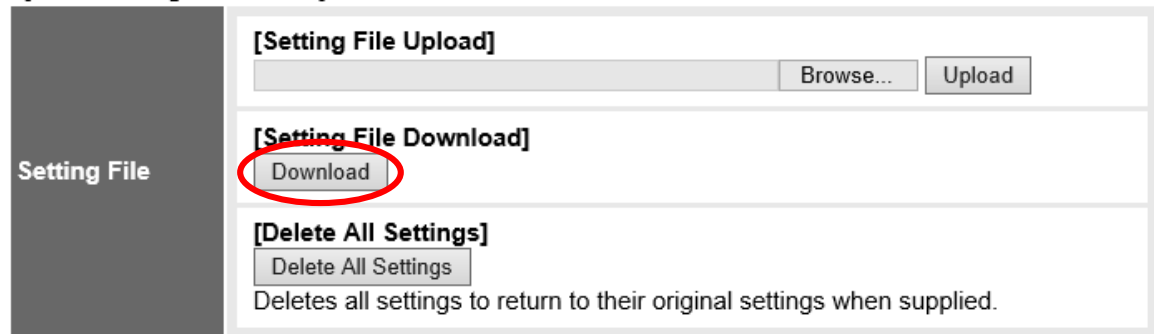 [Setting File Upload]
Browse... Upload
[Setting File Download]
Setting File
Download
[Delete All Settings]
Delete All Settings
Deletes all settings to return to their original settings when supplied.